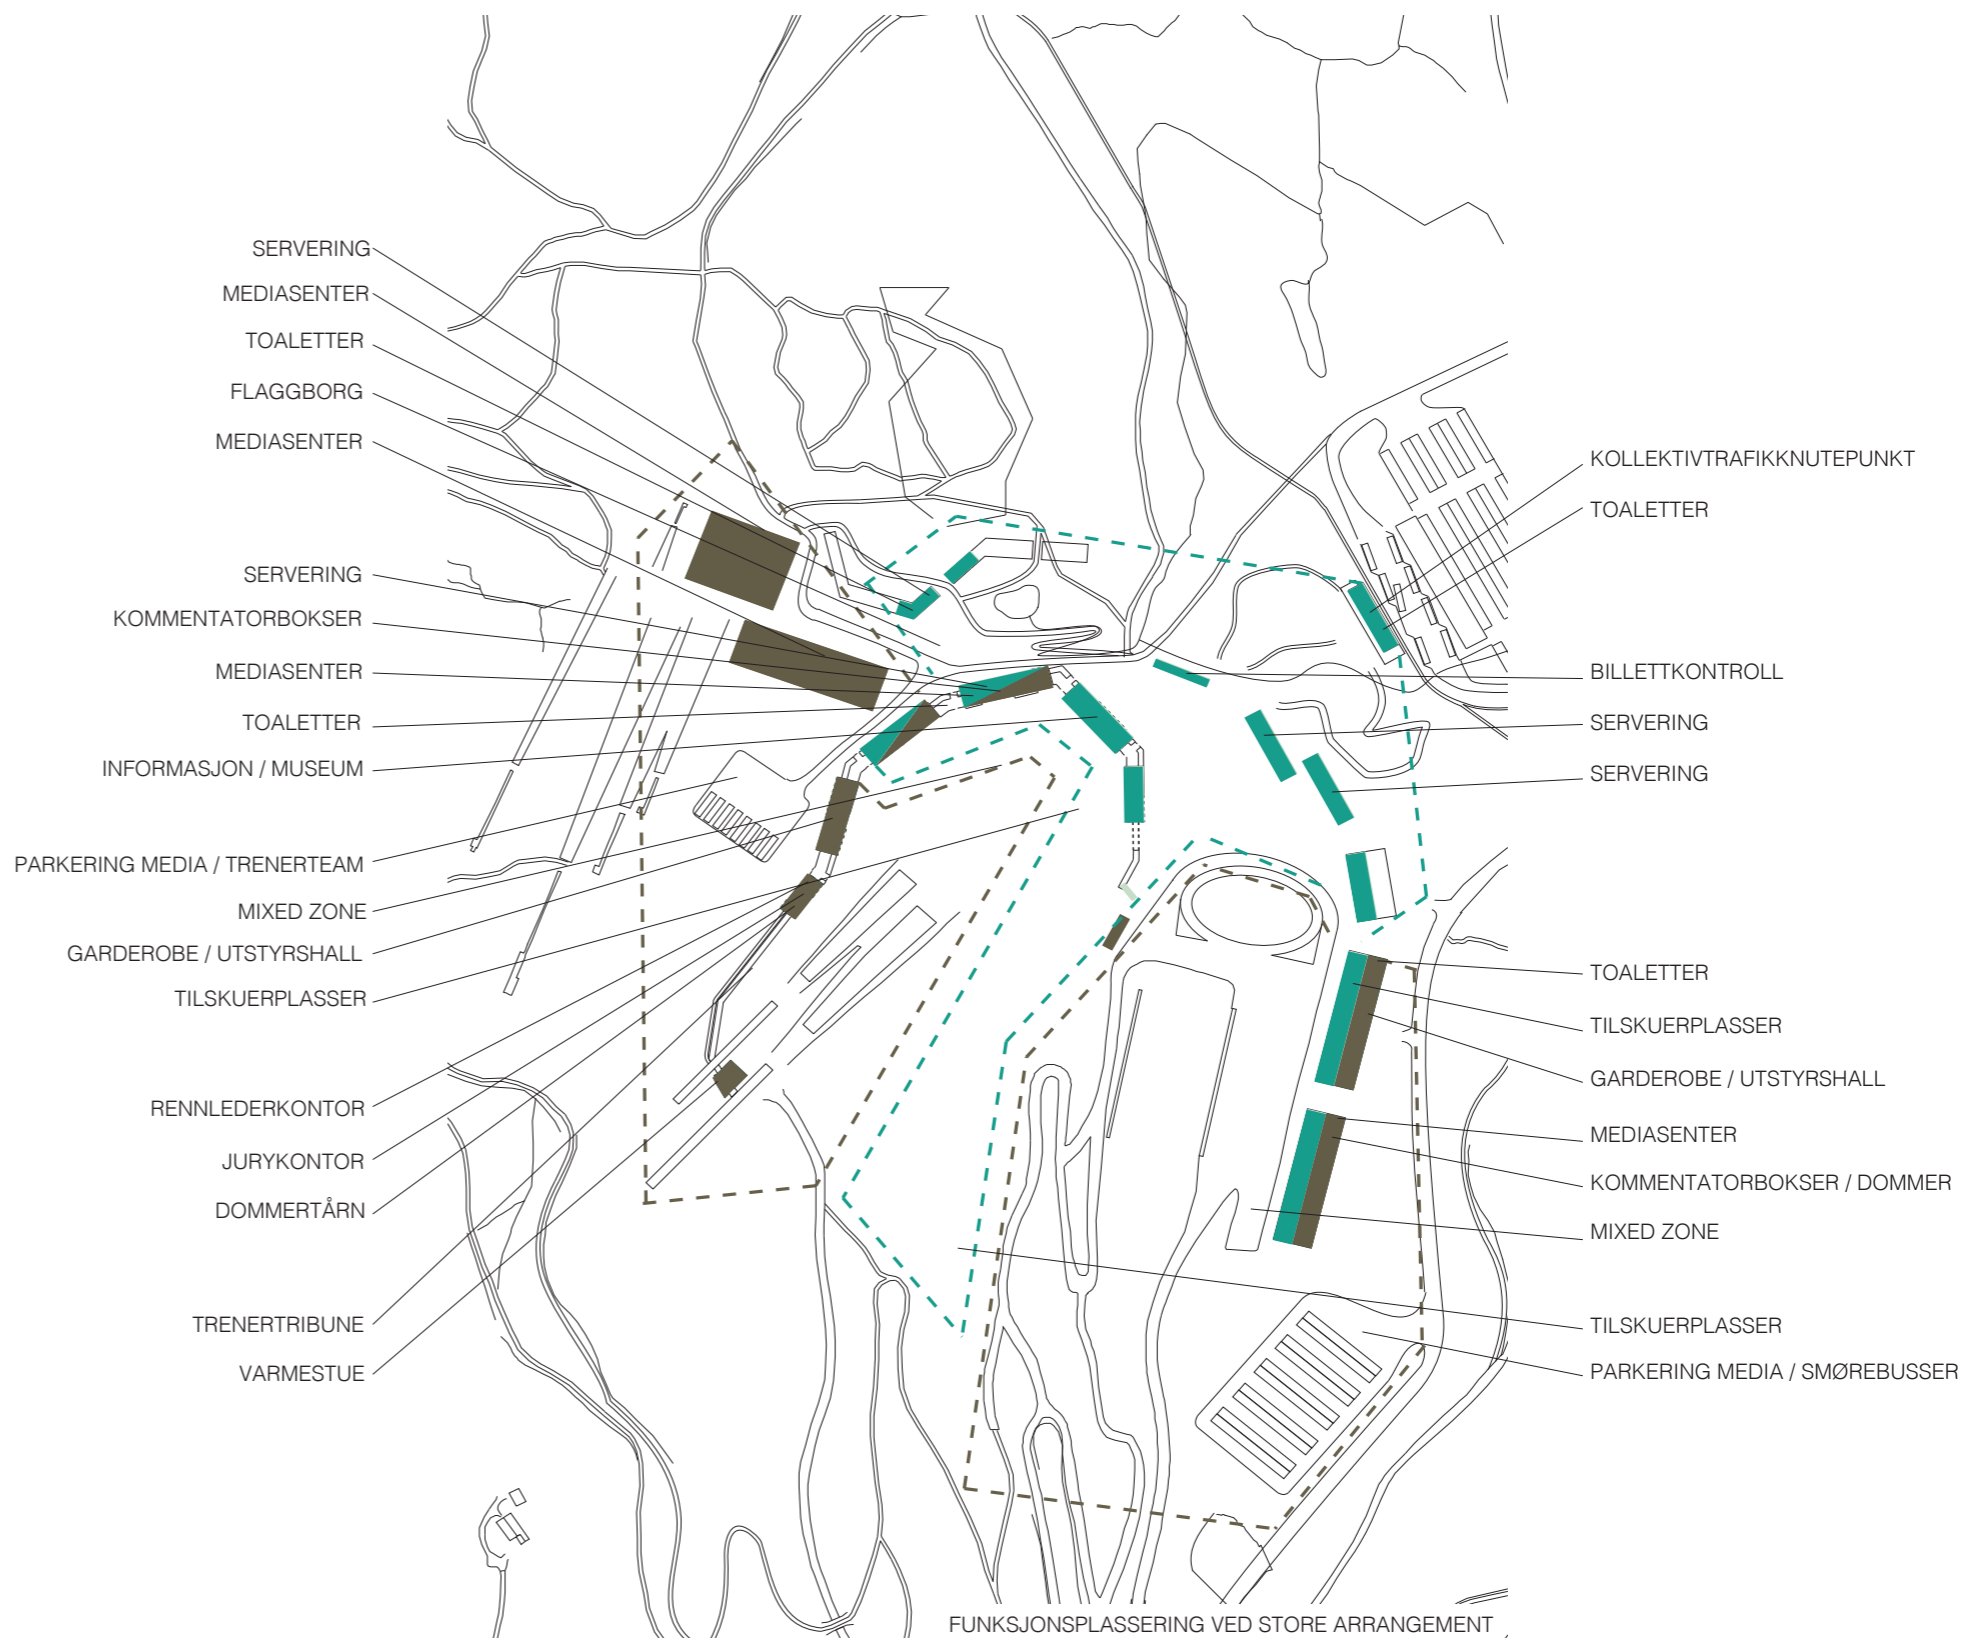 SERVERING
MEDIASENTER
TOALETTER
FLAGGBORG
MEDIASENTER
SERVERING
KOMMENTATORBOKSER
MEDIASENTER
TOALETTER
INFORMASJON / MUSEUM
PARKERING MEDIA / TRENERTEAM
MIXED ZONE
GARDEROBE / UTSTYRSHALL
TILSKUERPLASSER
RENNLEDERKONTOR
JURYKONTOR
DOMMERTÅRN
TRENERTRIBUNE
VARMESTUE
KOLLEKTIVTRAFIKKNUTEPUNKT
TOALETTER
BILLETTKONTROLL
SERVERING
SERVERING
TOALETTER
TILSKUERPLASSER
GARDEROBE / UTSTYRSHALL
MEDIASENTER
KOMMENTATORBOKSER / DOMMER
MIXED ZONE
TILSKUERPLASSER
PARKERING MEDIA / SMØREBUSSER
FUNKSJONSPLASSERING VED STORE ARRANGEMENT